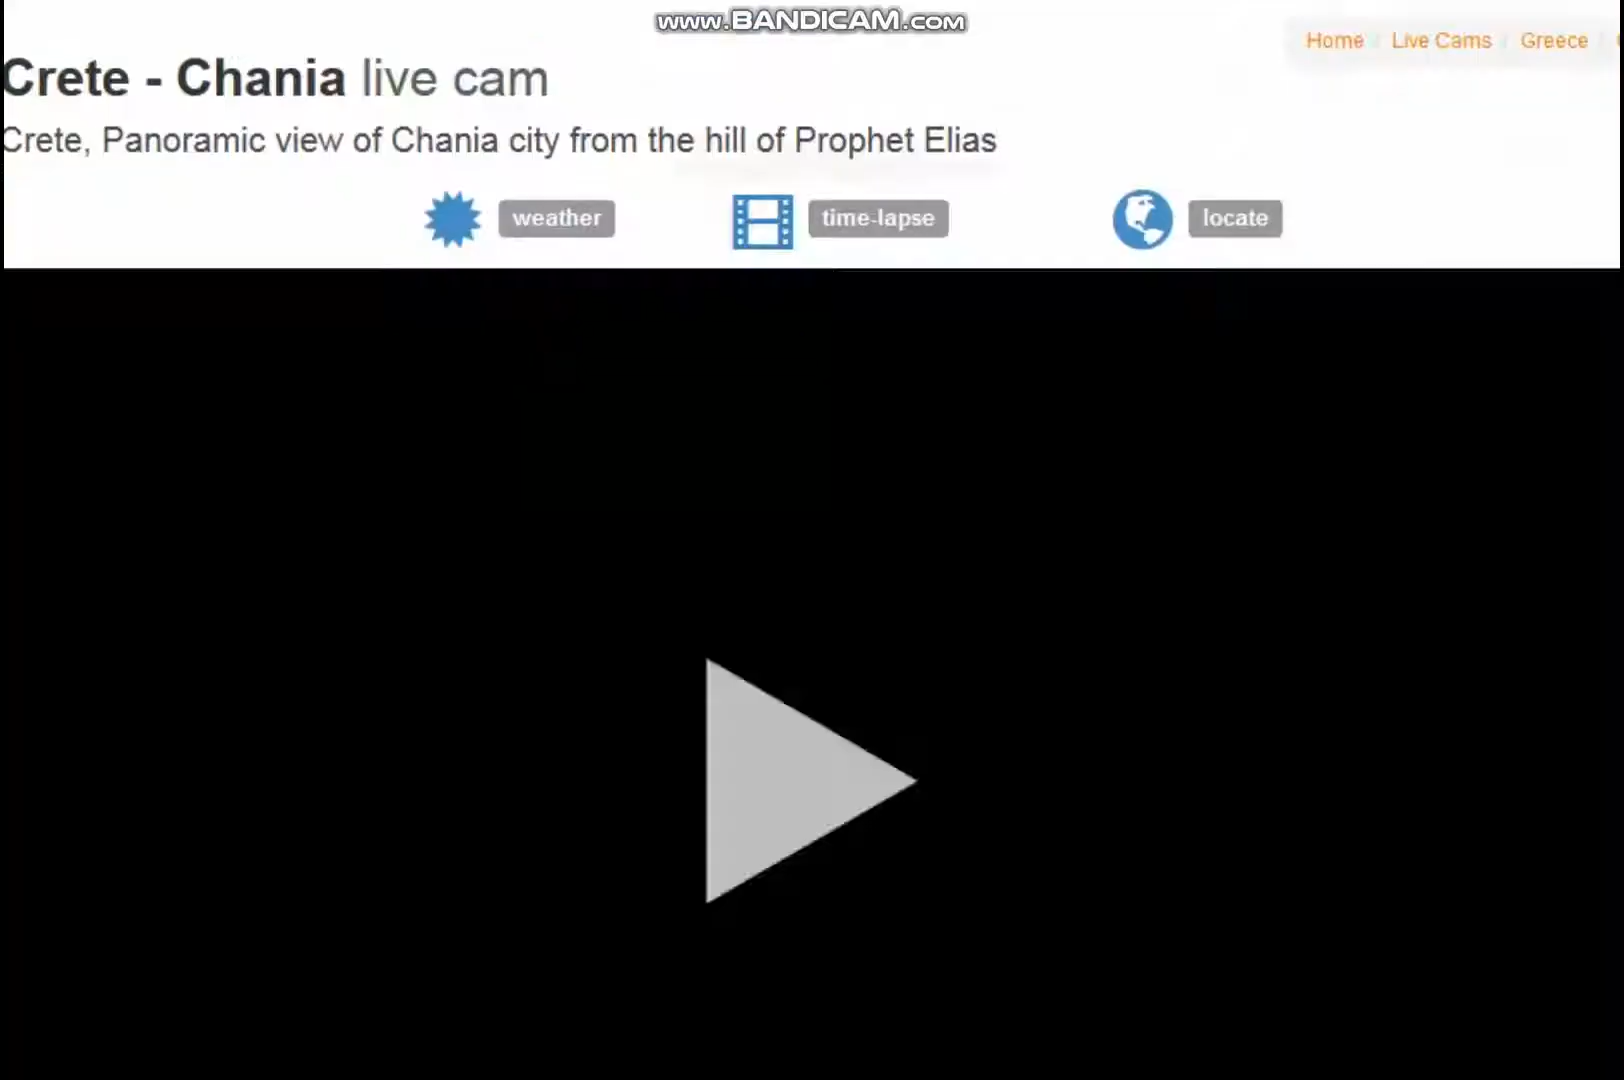 www.BANDICAM.com
Home / Live Cams / Greece /
Crete - Chania live cam
Crete, Panoramic view of Chania city from the hill of Prophet Elias
weather
time-lapse
locate